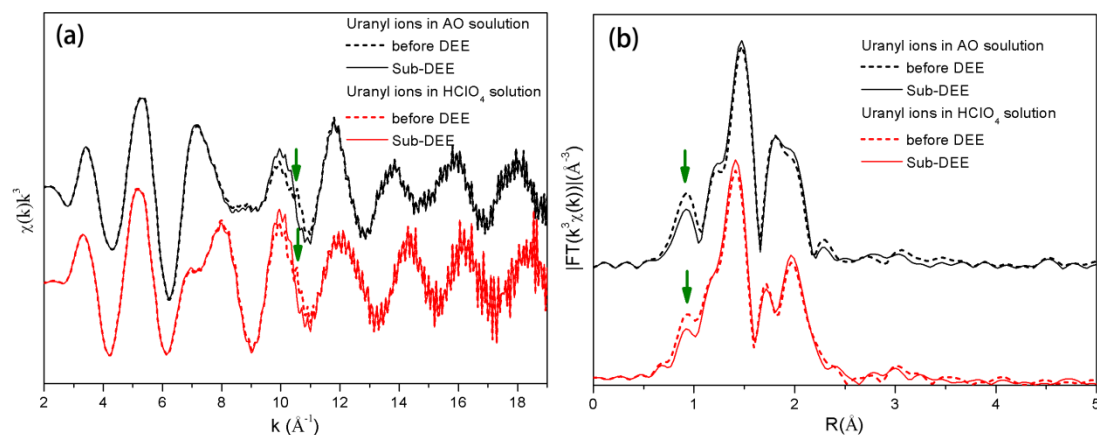 (a)
Uranyl ions in AO soulution
before DEE
Sub-DEE
Uranyl ions in HClO₄ solution
before DEE
Sub-DEE
χ(k)k³
2 4 6 8 10 12 14 16 18
k (Å⁻¹)
(b)
Uranyl ions in AO soulution
before DEE
Sub-DEE
Uranyl ions in HClO₄ solution
before DEE
Sub-DEE
|FT(k³χ(k))|(Å⁻³)
0 1 2 3 4 5
R(Å)